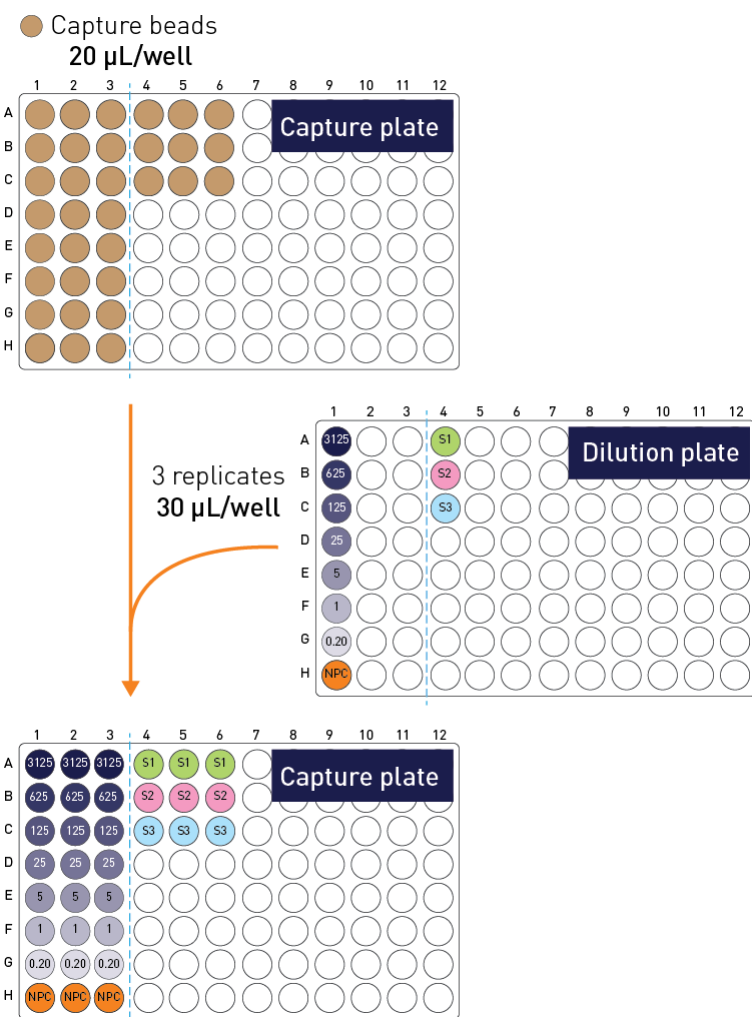 Capture beads
20 µL/well
1 2 3 4 5 6 7 8 9 10 11 12
A
Capture plate
B
C
D
E
F
G
H
1 2 3 4 5 6 7 8 9 10 11 12
A 3125 S1
Dilution plate
B 625 S2
C 125 S3
D 25
E 5
F 1
G 0.20
H NPC
3 replicates
30 µL/well
1 2 3 4 5 6 7 8 9 10 11 12
A 3125 3125 3125 S1 S1 S1
Capture plate
B 625 625 625 S2 S2 S2
C 125 125 125 S3 S3 S3
D 25 25 25
E 5 5 5
F 1 1 1
G 0.20 0.20 0.20
H NPC NPC NPC